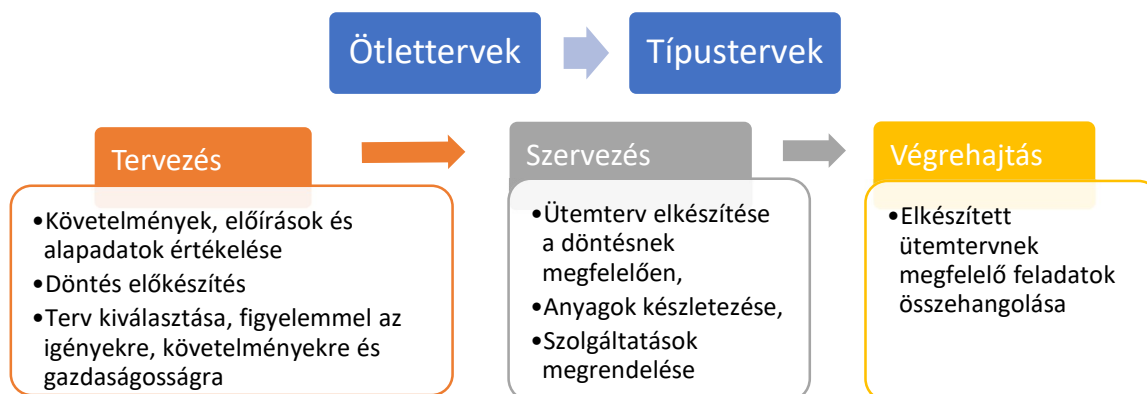 Ötlettervek
Típustervek
Tervezés
•Követelmények, előírások és
alapadatok értékelése
•Döntés előkészítés
•Terv kiválasztása, figyelemmel az
igényekre, követelményekre és
gazdaságosságra
Szervezés
•Ütemterv elkészítése
a döntésnek
megfelelően,
•Anyagok készletezése,
•Szolgáltatások
megrendelése
Végrehajtás
•Elkészített
ütemtervnek
megfelelő feladatok
összehangolása